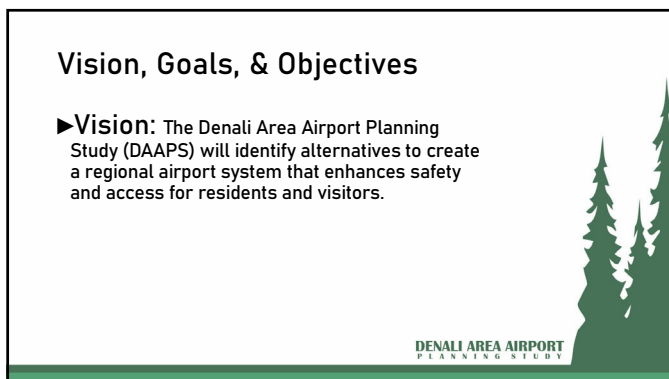 Vision, Goals, & Objectives
►Vision: The Denali Area Airport Planning
Study (DAAPS) will identify alternatives to create
a regional airport system that enhances safety
and access for residents and visitors.
DENALI AREA AIRPORT
PLANNING STUDY